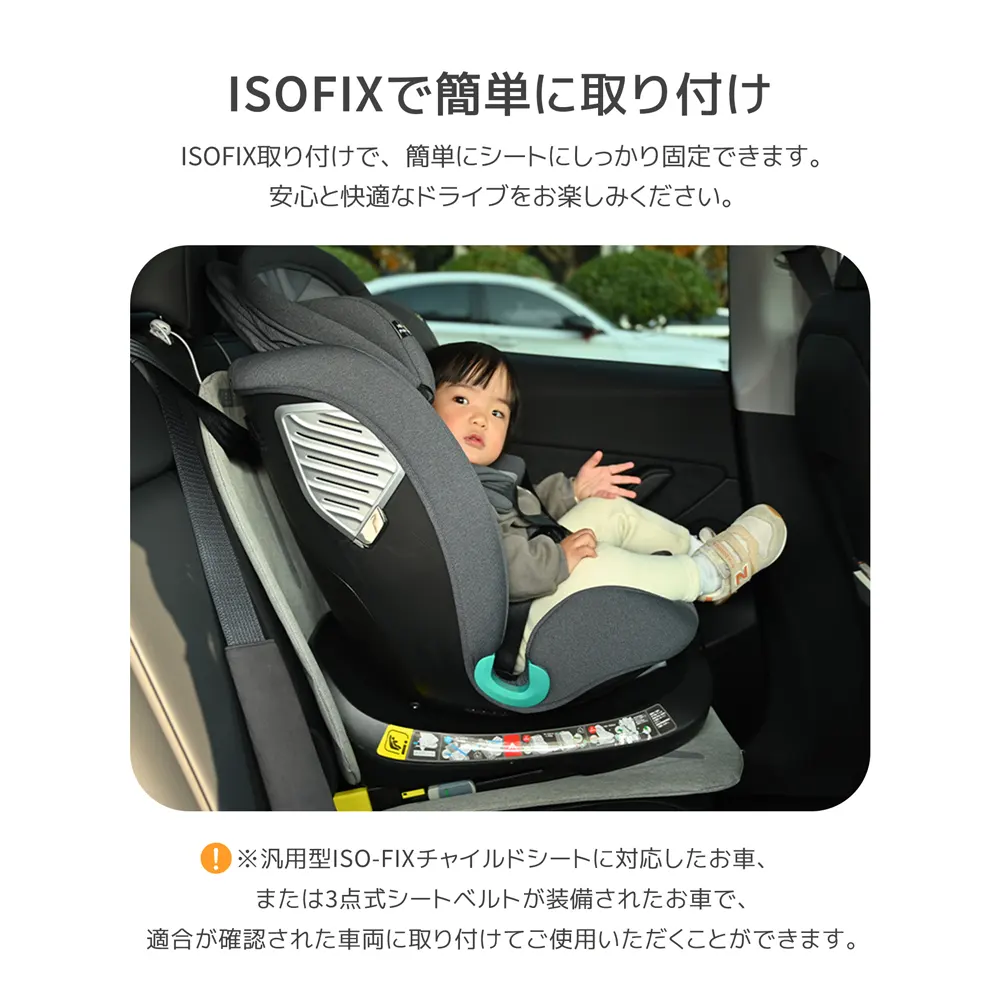 ISOFIXで簡単に取り付け
ISOFIX取り付けで、簡単にシートにしっかり固定できます。
安心と快適なドライブをお楽しみください。
N
!※汎用型ISO-FIXチャイルドシートに対応したお車、
または3点式シートベルトが装備されたお車で、
適合が確認された車両に取り付けてご使用いただくことができます。